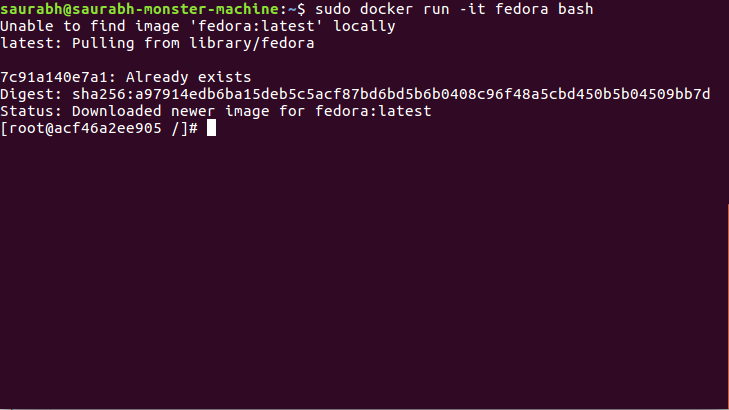 saurabh@saurabh-monster-machine:~$ sudo docker run -it fedora bash
Unable to find image 'fedora:latest' locally
latest: Pulling from library/fedora
7c91a140e7a1: Already exists
Digest: sha256:a97914edb6ba15deb5c5acf87bd6bd5b6b0408c96f48a5cbd450b5b04509bb7d
Status: Downloaded newer image for fedora:latest
[root@acf46a2ee905 /]#